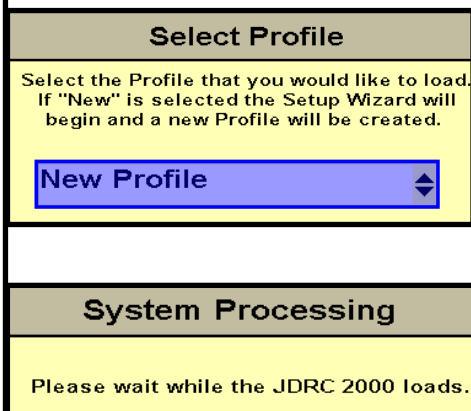 Select Profile
Select the Profile that you would like to load.
If "New" is selected the Setup Wizard will
begin and a new Profile will be created.
New Profile
System Processing
Please wait while the JDRC 2000 loads.